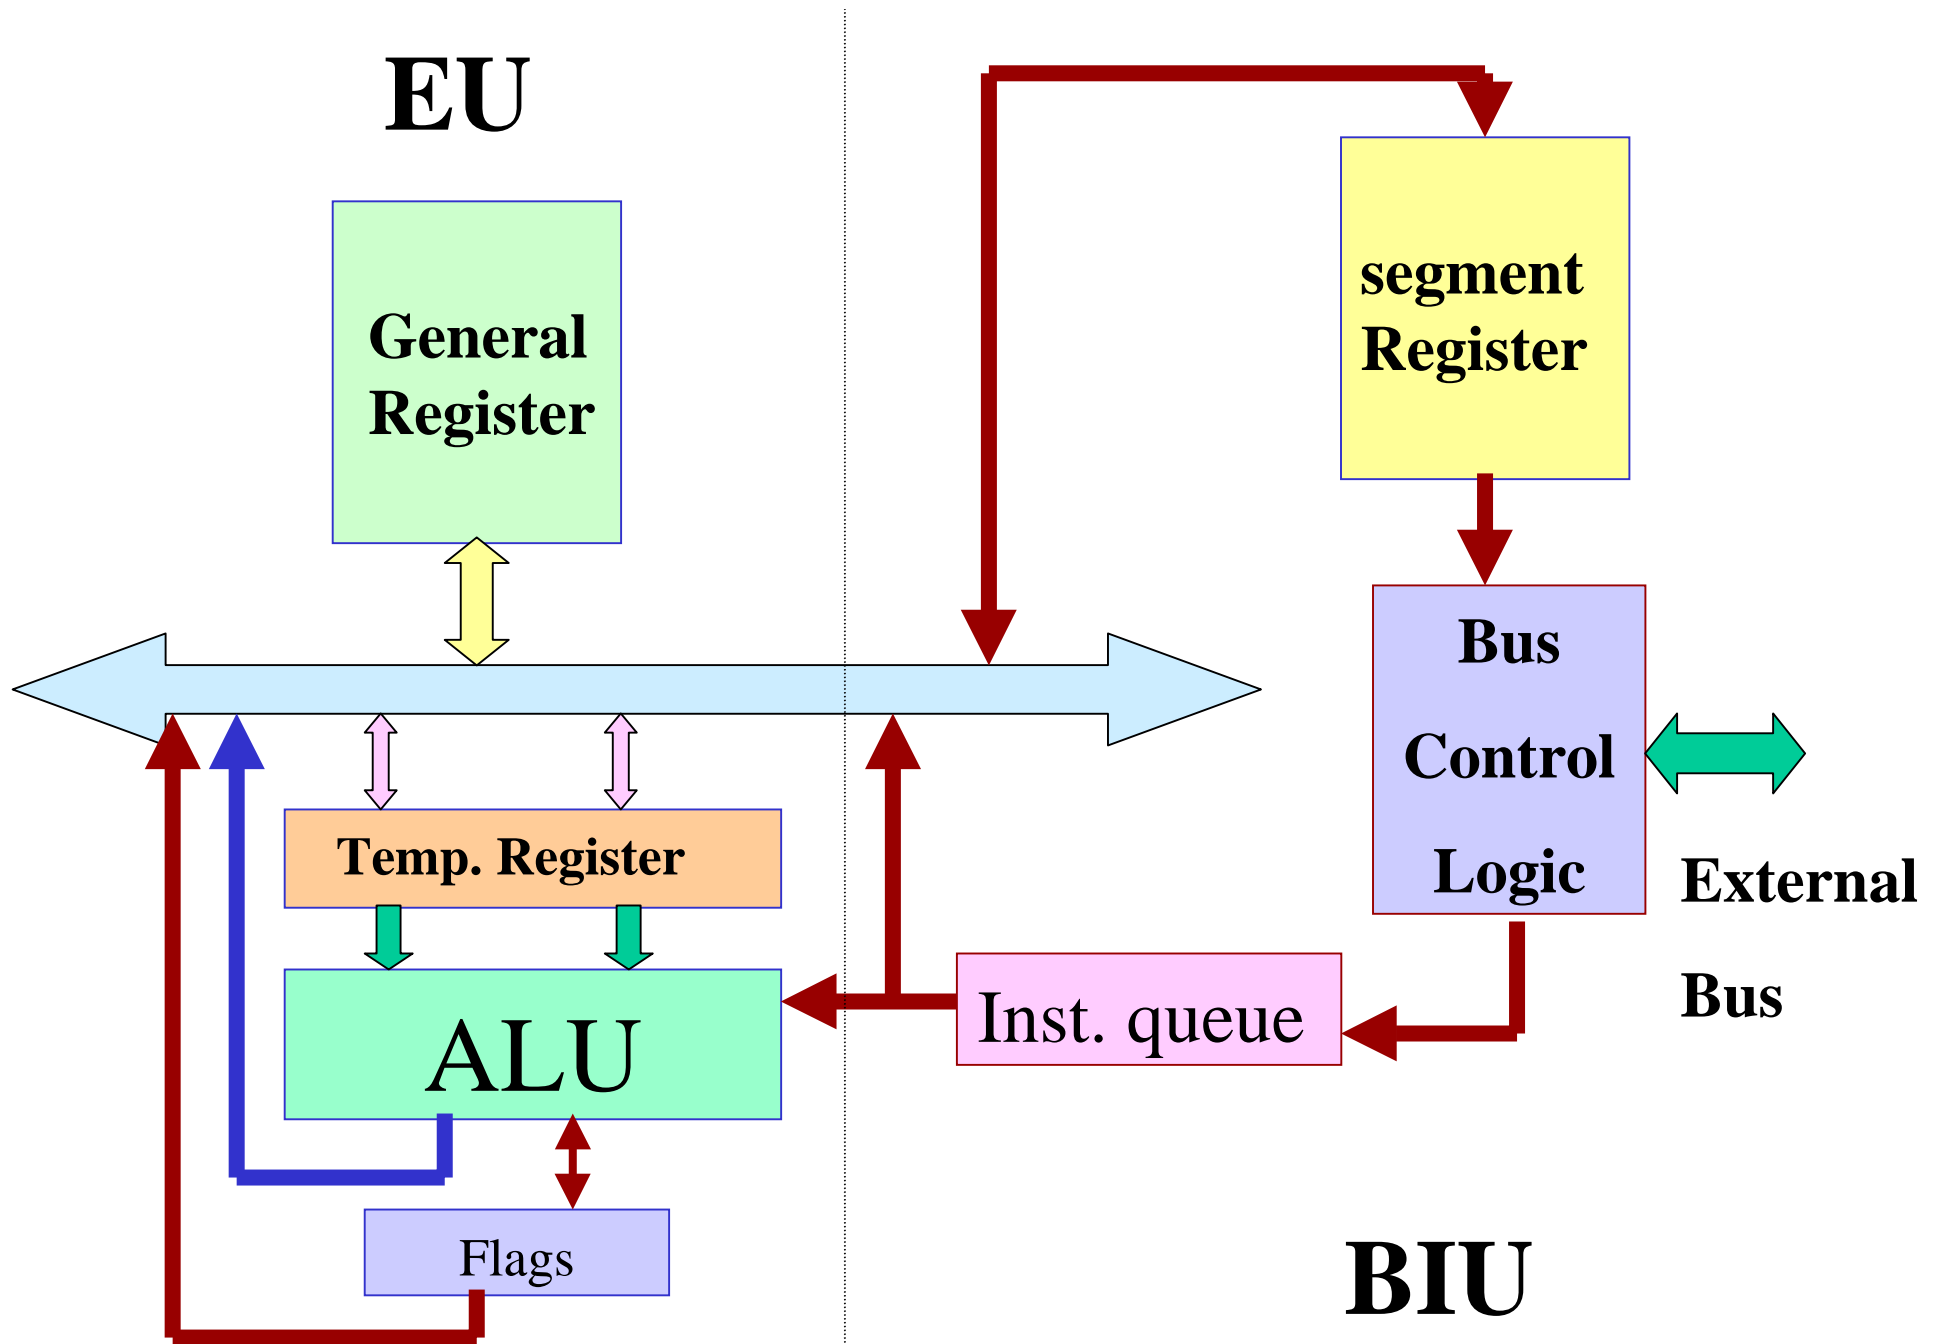 EU
General
Register
Temp. Register
ALU
Flags
segment
Register
Bus
Control
Logic
External
Bus
Inst. queue
BIU